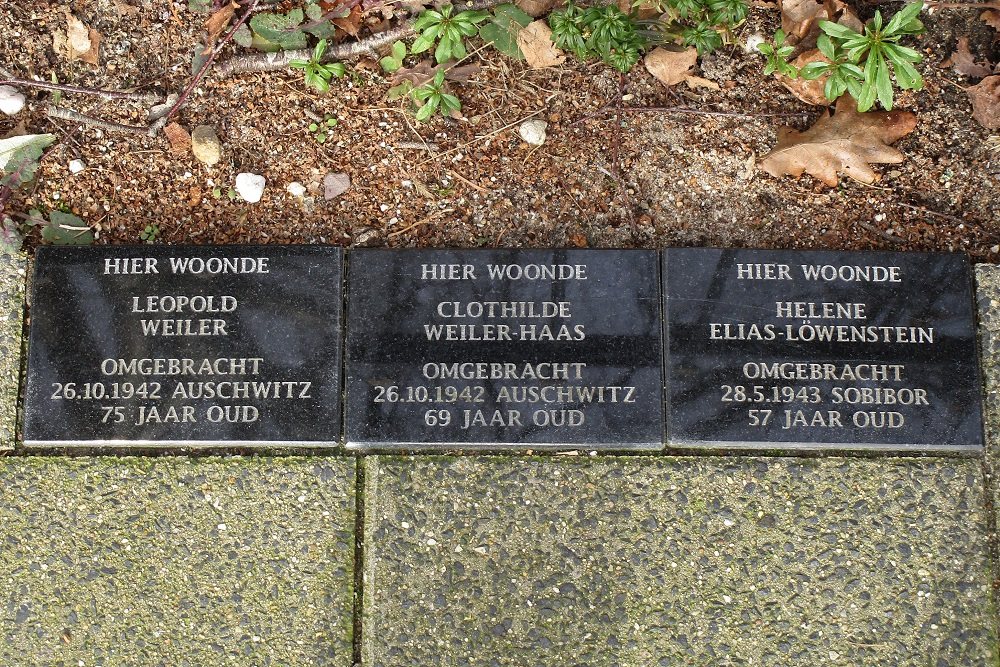 HIER WOONDE
LEOPOLD
WEILER
OMGEBRACHT
26.10.1942 AUSCHWITZ
75 JAAR OUD
HIER WOONDE
CLOTHILDE
WEILER-HAAS
OMGEBRACHT
26.10.1942 AUSCHWITZ
69 JAAR OUD
HIER WOONDE
HELENE
ELIAS-LÖWENSTEIN
OMGEBRACHT
28.5.1943 SOBIBOR
57 JAAR OUD